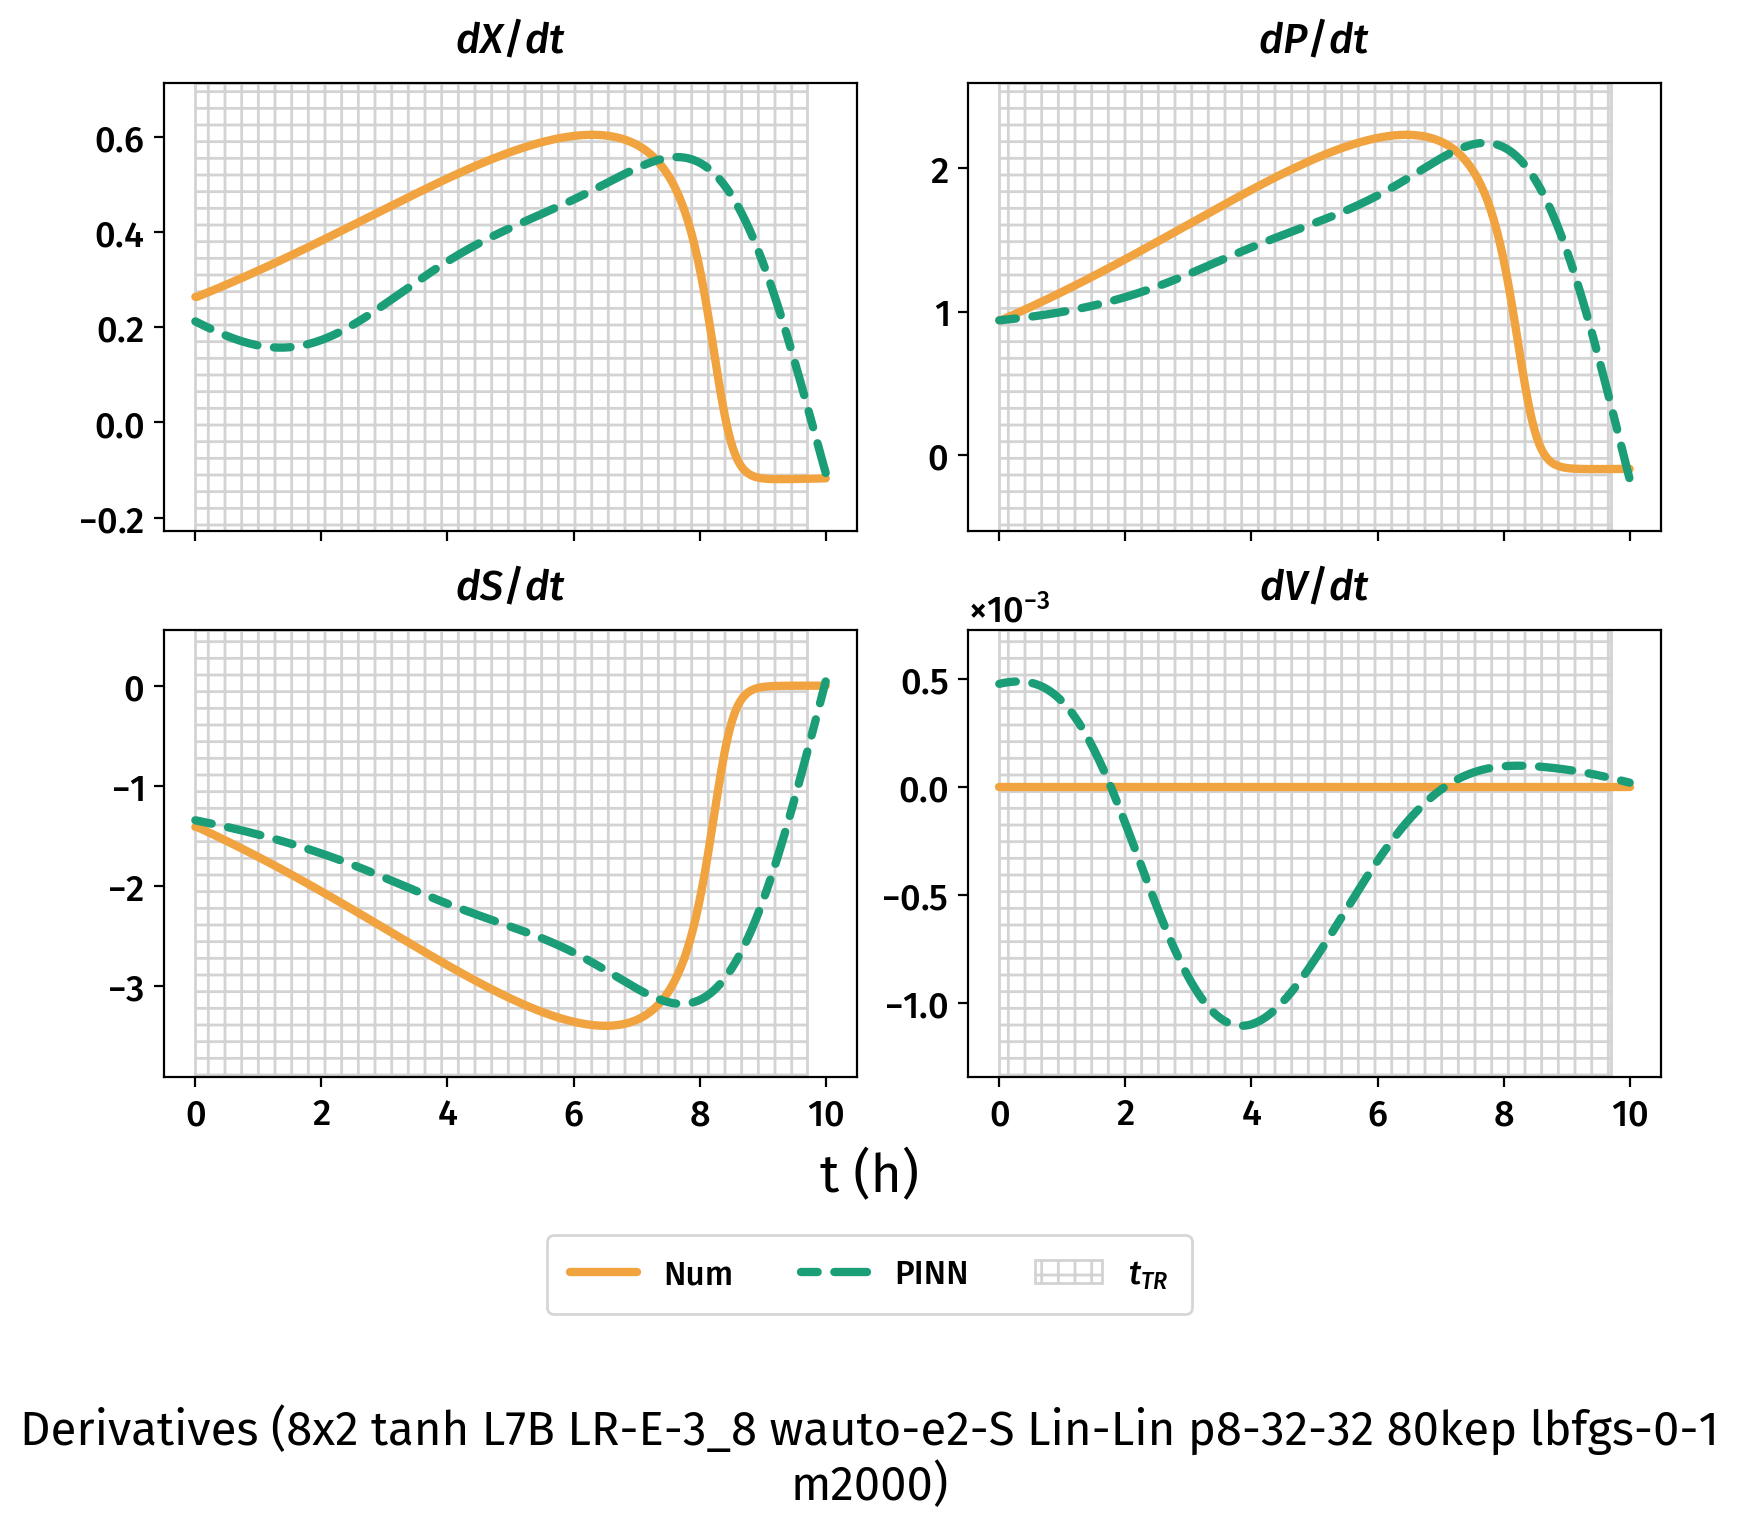 dX/dt
dP/dt
0.6
0.4
0.2
0.0
−0.2
2
1
0
dS/dt
dV/dt
×10⁻³
0
−1
−2
−3
0.5
0.0
−0.5
−1.0
0 2 4 6 8 10
0 2 4 6 8 10
t (h)
Num PINN t_TR
Derivatives (8x2 tanh L7B LR-E-3_8 wauto-e2-S Lin-Lin p8-32-32 80kep lbfgs-0-1
m2000)